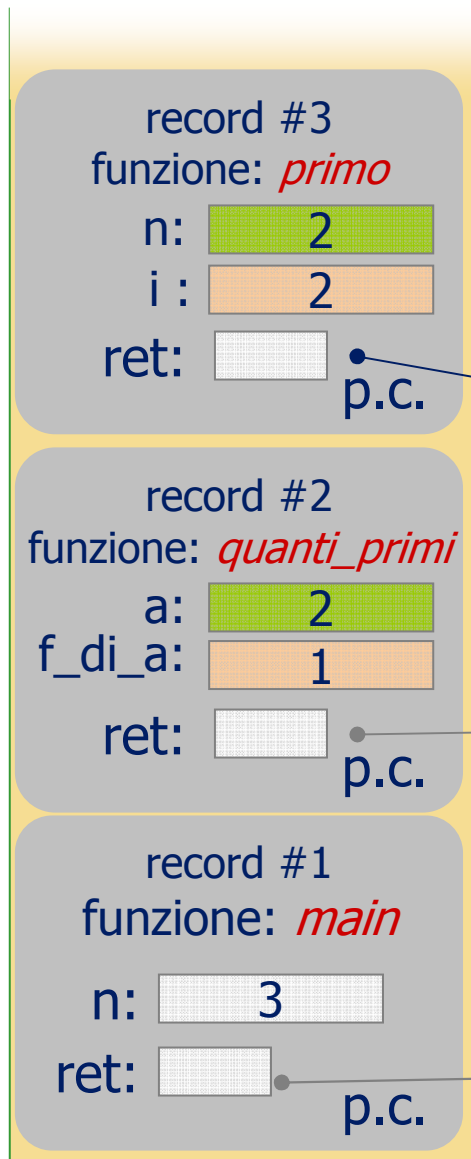 record #3
funzione: primo
n: 2
i : 2
ret:
p.c.
record #2
funzione: quanti_primi
a: 2
f_di_a: 1
ret:
p.c.
record #1
funzione: main
n: 3
ret:
p.c.